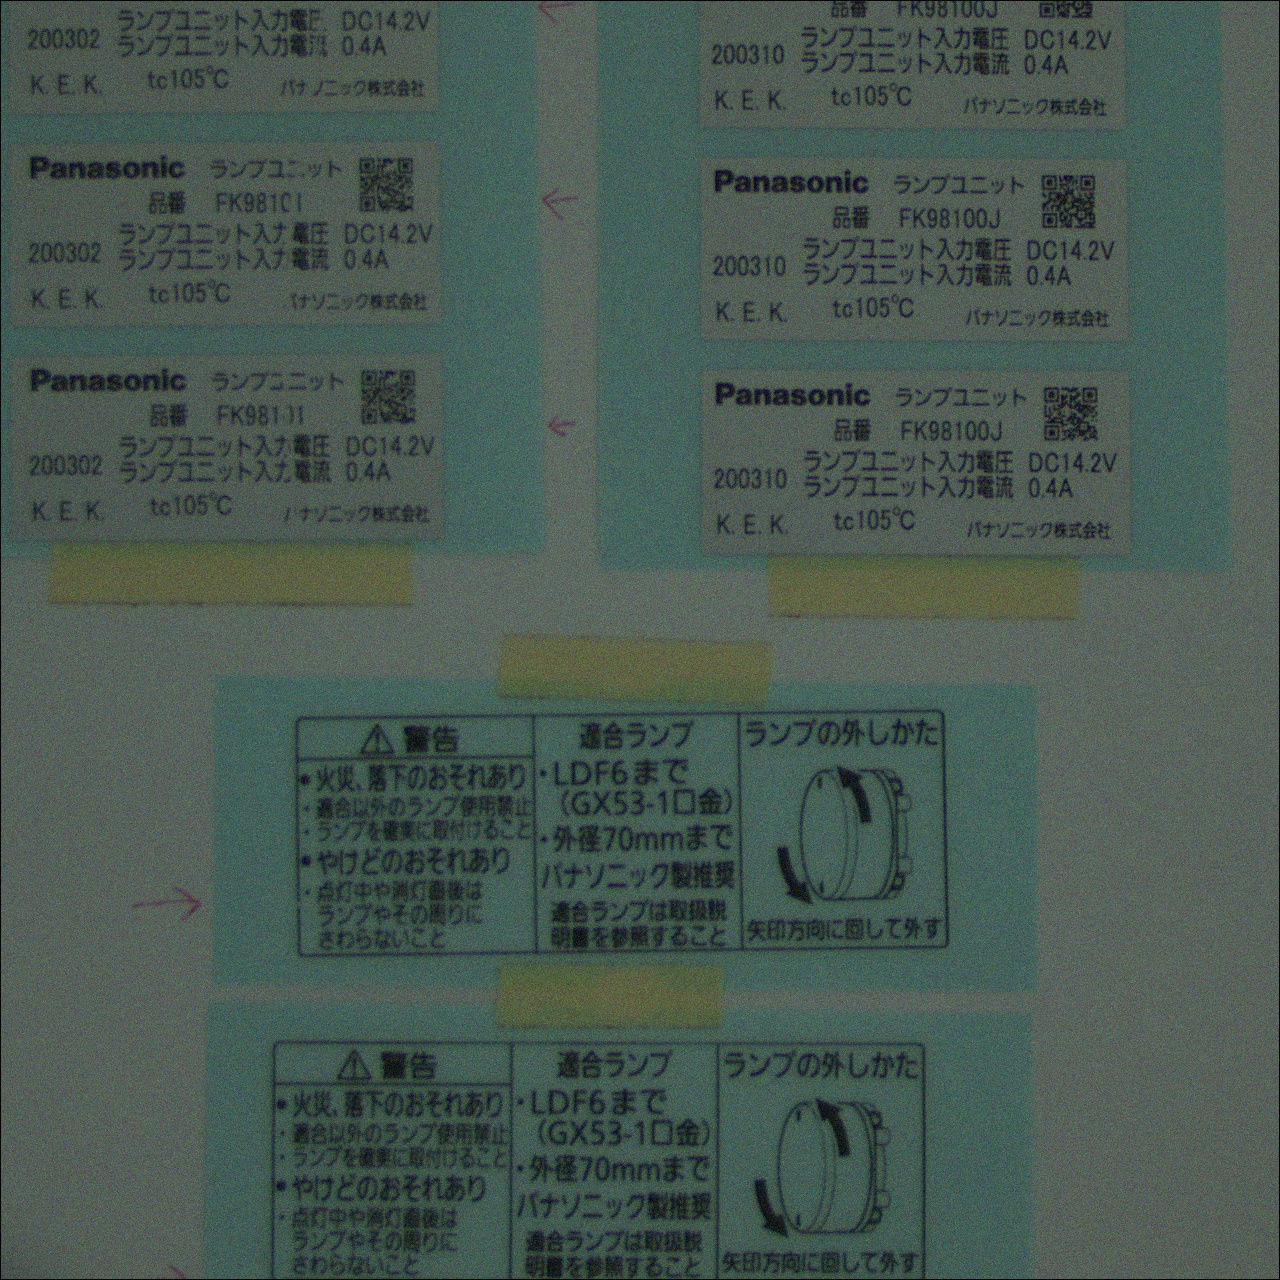 200302 ランプユニット入力電圧 DC14.2V
ランプユニット入力電流 0.4A
K. E. K. tc105℃ パナソニック株式会社
Panasonic ランプユニット
品番
200302 ランプユニット入力電圧 DC14.2V
ランプユニット入力電流 0.4A
K. E. K. tc105℃ パナソニック株式会社
Panasonic ランプユニット
品番
200302 ランプユニット入力電圧 DC14.2V
ランプユニット入力電流 0.4A
K. E. K. tc105℃ パナソニック株式会社
品番 FK98100J
200310 ランプユニット入力電圧 DC14.2V
ランプユニット入力電流 0.4A
K. E. K. tc105℃ パナソニック株式会社
Panasonic ランプユニット
品番 FK98100J
200310 ランプユニット入力電圧 DC14.2V
ランプユニット入力電流 0.4A
K. E. K. tc105℃ パナソニック株式会社
Panasonic ランプユニット
品番 FK98100J
200310 ランプユニット入力電圧 DC14.2V
ランプユニット入力電流 0.4A
K. E. K. tc105℃ パナソニック株式会社
警告
・火災、落下のおそれあり
・適合以外のランプ使用禁止
・ランプを確実に取付けること
・やけどのおそれあり
・点灯中や消灯直後は
ランプやその周りに
さわらないこと
適合ランプ
・LDF6まで
(GX53-1口金)
・外径70mmまで
パナソニック製推奨
適合ランプは取扱説
明書を参照すること
ランプの外しかた
矢印方向に回して外す
警告
・火災、落下のおそれあり
・適合以外のランプ使用禁止
・ランプを確実に取付けること
・やけどのおそれあり
・点灯中や消灯直後は
ランプやその周りに
さわらないこと
適合ランプ
・LDF6まで
(GX53-1口金)
・外径70mmまで
パナソニック製推奨
適合ランプは取扱説
明書を参照すること
ランプの外しかた
矢印方向に回して外す